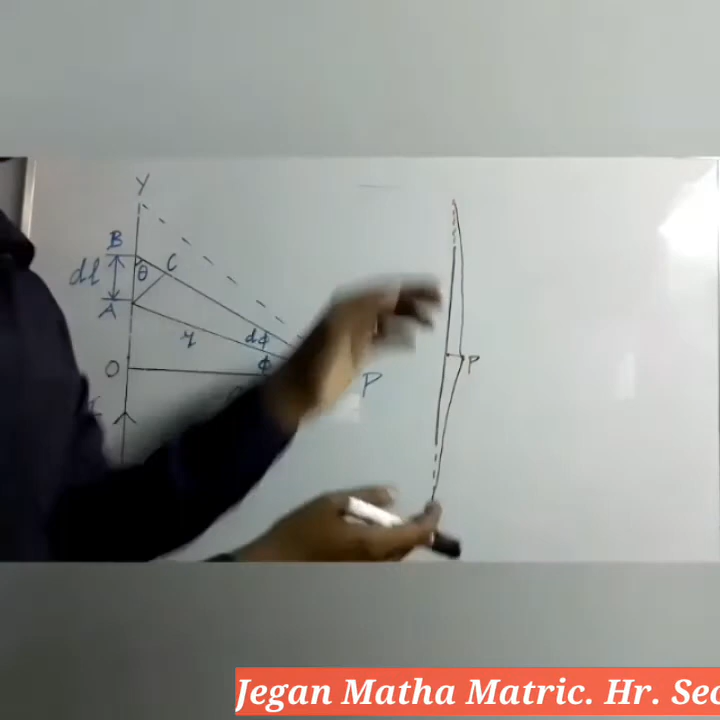 Y
B
θ
C
dl
A
r
dϕ
O
ϕ
P
P
I
Jegan Matha Matric. Hr. Sec